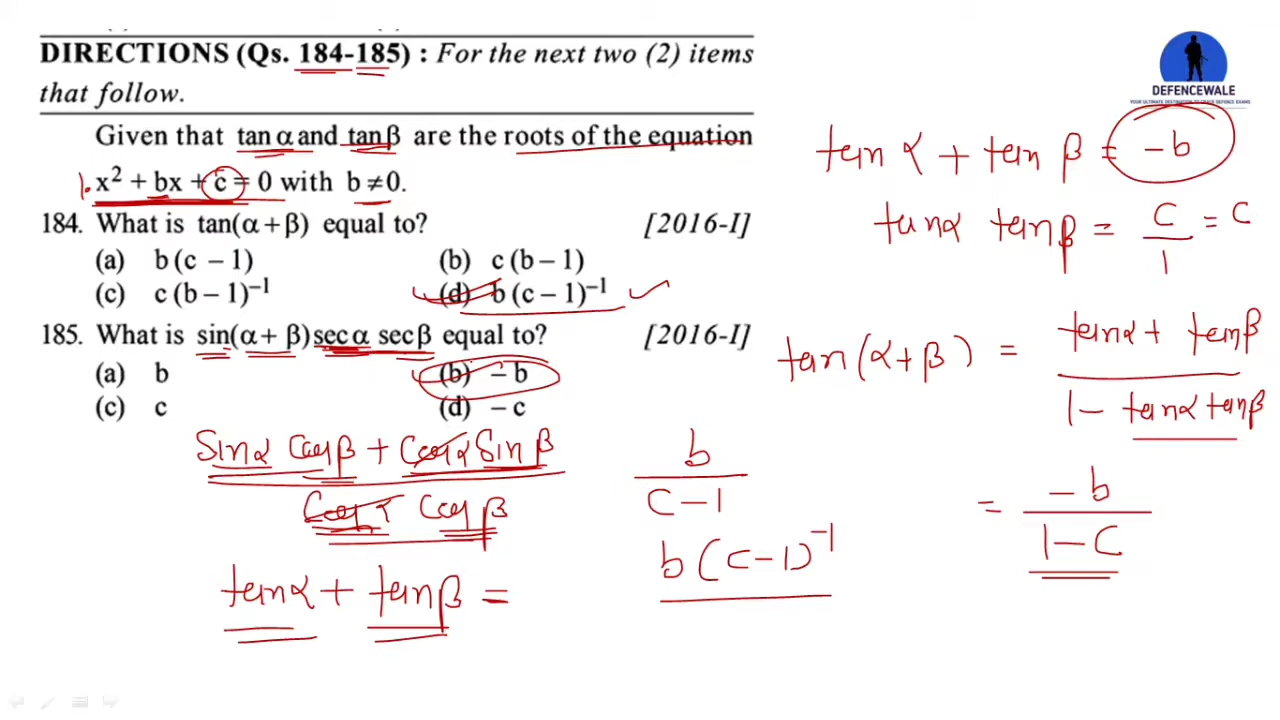 DIRECTIONS (Qs. 184-185) : For the next two (2) items
that follow.
Given that tan α and tan β are the roots of the equation
1. x² + bx + c = 0 with b ≠ 0.
184. What is tan(α + β) equal to? [2016-I]
(a) b (c – 1) (b) c (b – 1)
(c) c (b – 1)⁻¹ (d) b (c – 1)⁻¹
185. What is sin(α + β) sec α sec β equal to? [2016-I]
(a) b (b) – b
(c) c (d) – c
Sin α Cos β + Cos α Sin β
Cos α Cos β
tan α + tan β =
b
C – 1
b (C – 1)⁻¹
DEFENCEWALE
tan α + tan β = – b
tan α tan β = C/1 = C
tan (α + β) = tan α + tan β
1 – tan α tan β
= – b
1 – C